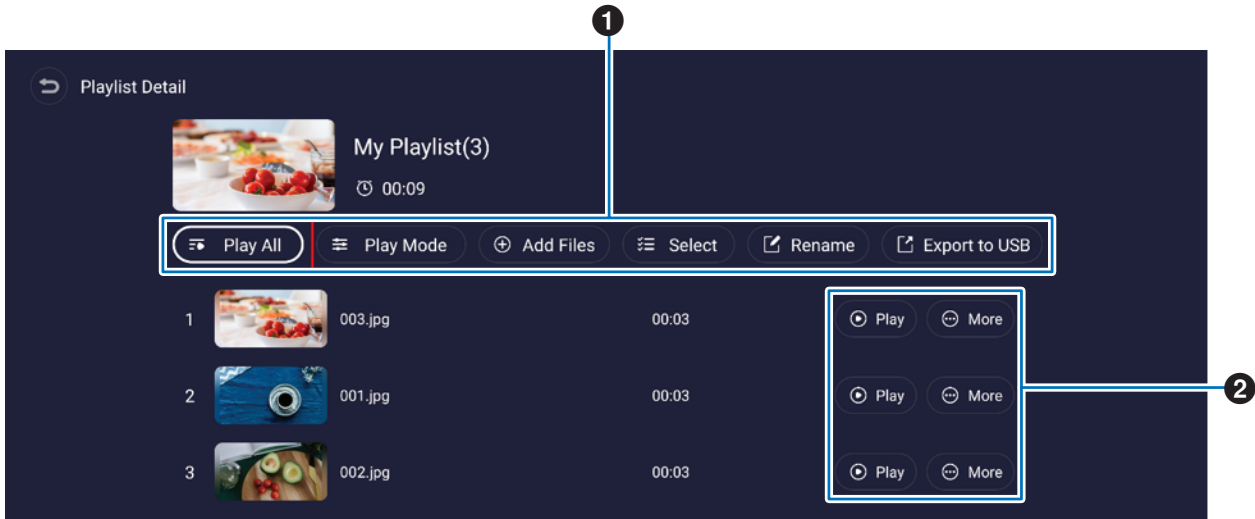 1
Playlist Detail
My Playlist(3)
00:09
Play All Play Mode Add Files Select Rename Export to USB
1 003.jpg 00:03 Play More
2 001.jpg 00:03 Play More
2
3 002.jpg 00:03 Play More